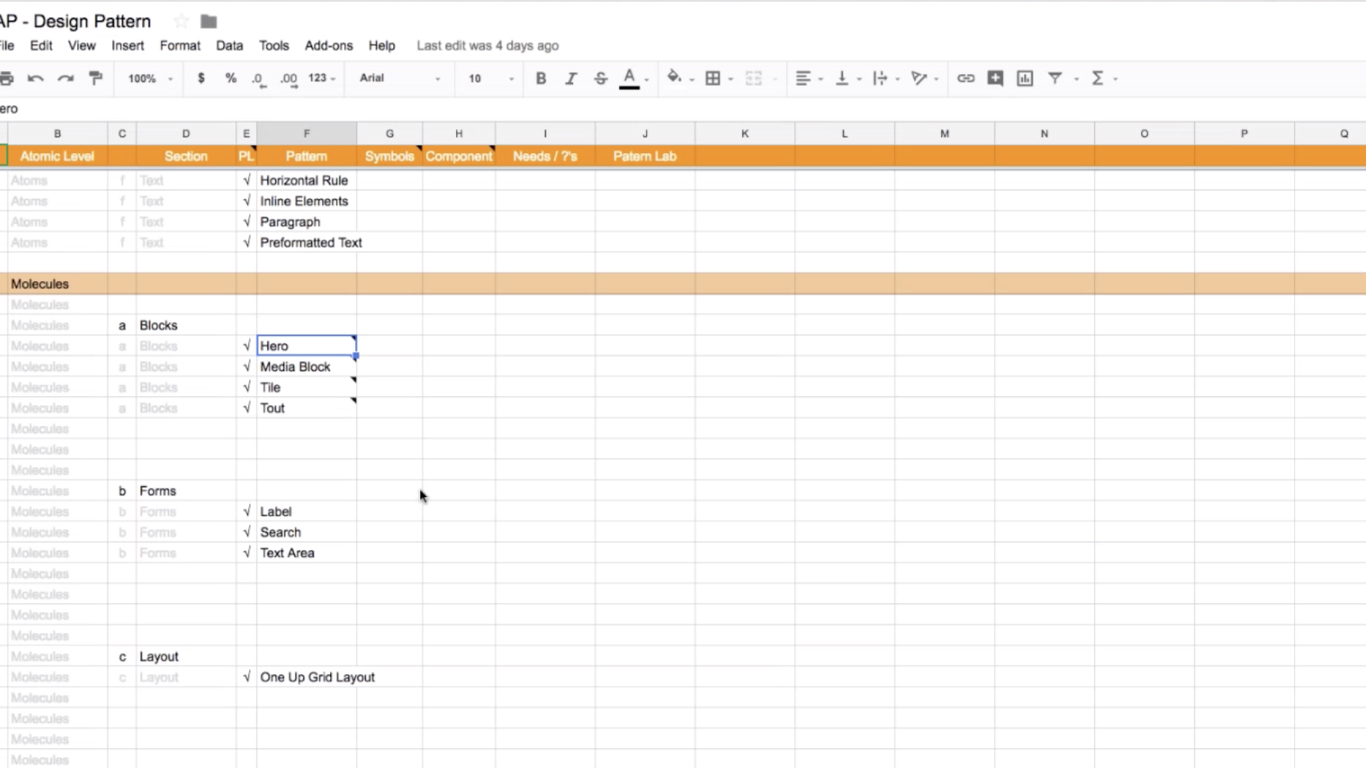 AP - Design Pattern
File Edit View Insert Format Data Tools Add-ons Help Last edit was 4 days ago
100% $ % .0 .00 123 Arial 10 B I S A Σ
ero
B C D E F G H I J K L M N O P Q
Atomic Level Section PL Pattern Symbols Component Needs / ?'s Patern Lab
Atoms f Text √ Horizontal Rule
Atoms f Text √ Inline Elements
Atoms f Text √ Paragraph
Atoms f Text √ Preformatted Text
Molecules
Molecules
Molecules a Blocks
Molecules a Blocks √ Hero
Molecules a Blocks √ Media Block
Molecules a Blocks √ Tile
Molecules a Blocks √ Tout
Molecules
Molecules
Molecules
Molecules b Forms
Molecules b Forms √ Label
Molecules b Forms √ Search
Molecules b Forms √ Text Area
Molecules
Molecules
Molecules
Molecules
Molecules c Layout
Molecules c Layout √ One Up Grid Layout
Molecules
Molecules
Molecules
Molecules